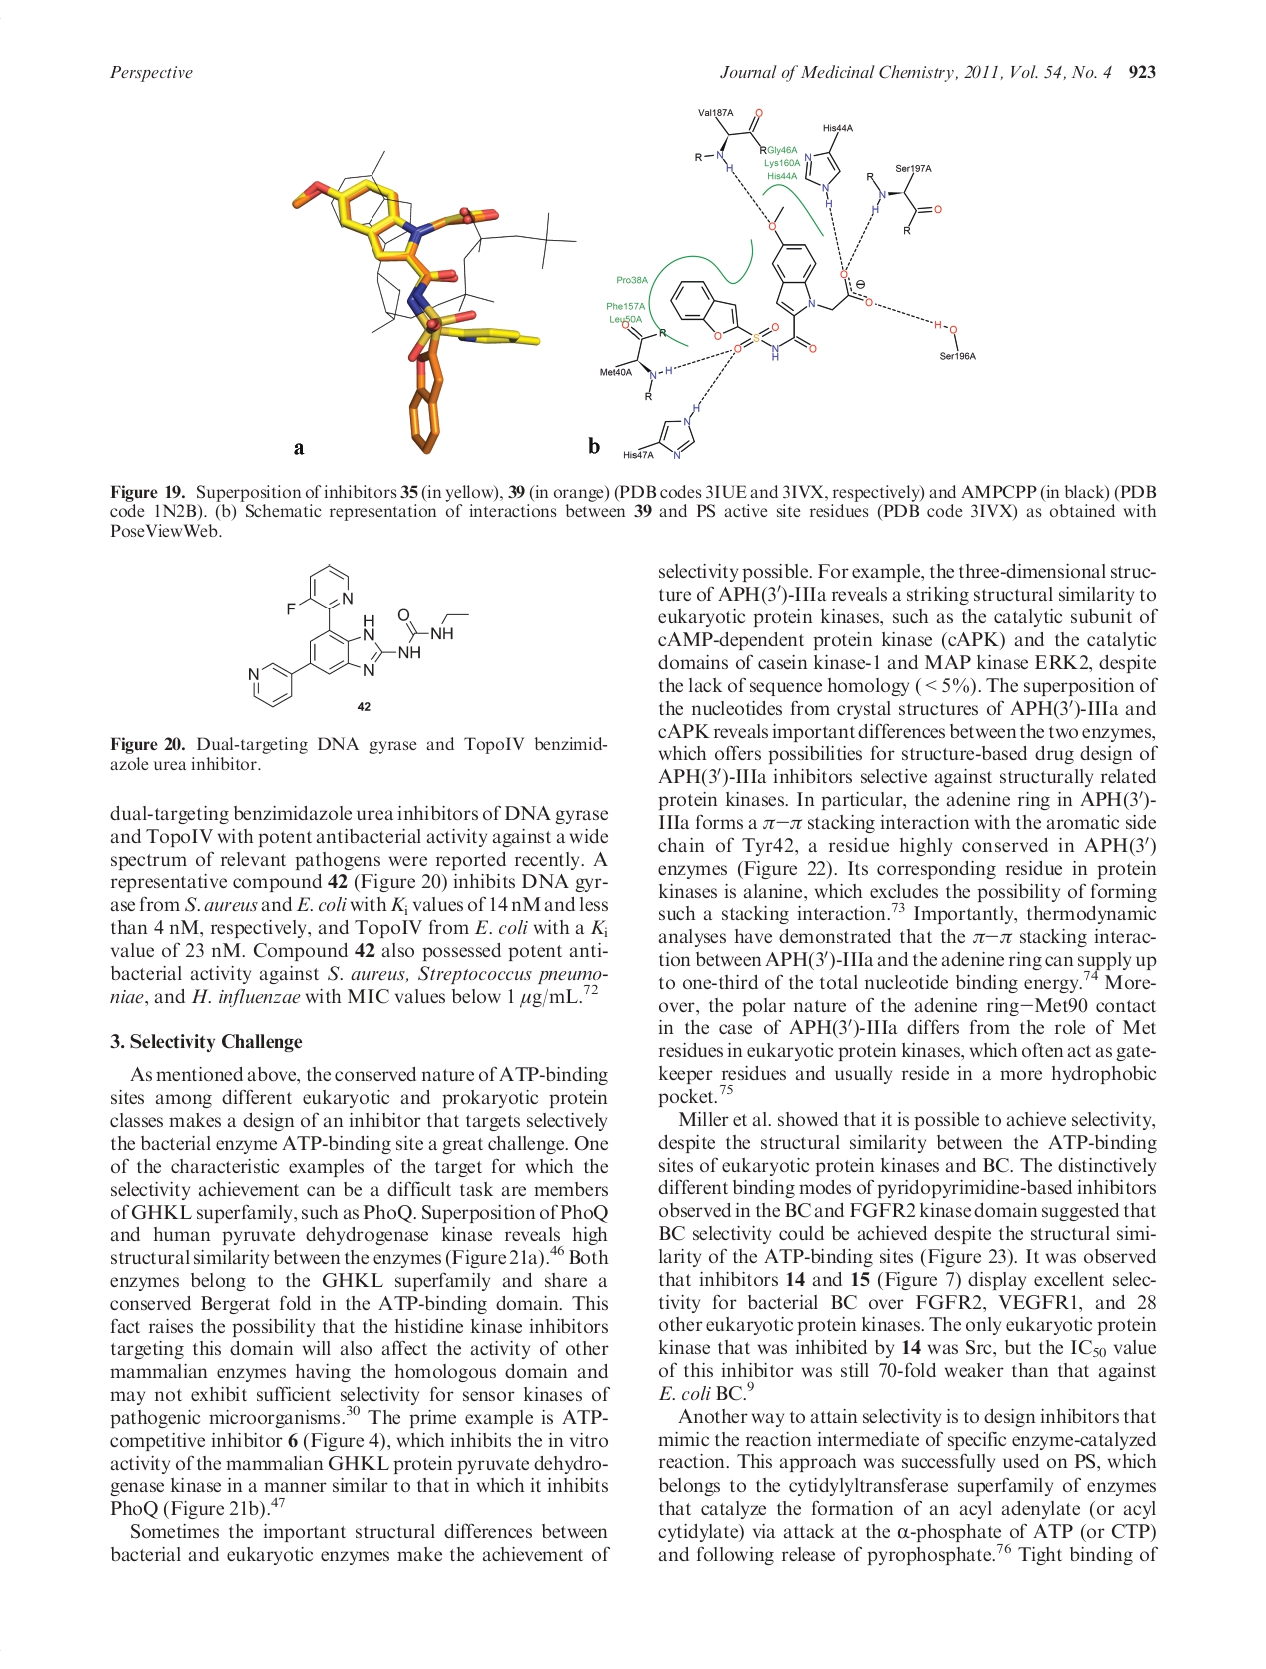 Perspective
Journal of Medicinal Chemistry, 2011, Vol. 54, No. 4 923
Val187A
O
His44A
R
N
H
R
Gly46A
Lys160A
His44A
N
N
H
Ser197A
R
N
H
O
R
O
O
⊖
O
H
O
Ser196A
N
Pro38A
Phe157A
Leu50A
O
R
Met40A
N
H
R
O
S
O
O
N
H
O
H
N
N
His47A
a
b
Figure 19. Superposition of inhibitors 35 (in yellow), 39 (in orange) (PDB codes 3IUE and 3IVX, respectively) and AMPCPP (in black) (PDB
code 1N2B). (b) Schematic representation of interactions between 39 and PS active site residues (PDB code 3IVX) as obtained with
PoseViewWeb.
F
N
H
N
O
NH
NH
N
N
42
Figure 20. Dual-targeting DNA gyrase and TopoIV benzimid-
azole urea inhibitor.
dual-targeting benzimidazole urea inhibitors of DNA gyrase
and TopoIV with potent antibacterial activity against a wide
spectrum of relevant pathogens were reported recently. A
representative compound 42 (Figure 20) inhibits DNA gyr-
ase from S. aureus and E. coli with Ki values of 14 nM and less
than 4 nM, respectively, and TopoIV from E. coli with a Ki
value of 23 nM. Compound 42 also possessed potent anti-
bacterial activity against S. aureus, Streptococcus pneumo-
niae, and H. influenzae with MIC values below 1 μg/mL.72
3. Selectivity Challenge
As mentioned above, the conserved nature of ATP-binding
sites among different eukaryotic and prokaryotic protein
classes makes a design of an inhibitor that targets selectively
the bacterial enzyme ATP-binding site a great challenge. One
of the characteristic examples of the target for which the
selectivity achievement can be a difficult task are members
of GHKL superfamily, such as PhoQ. Superposition of PhoQ
and human pyruvate dehydrogenase kinase reveals high
structural similarity between the enzymes (Figure 21a).46 Both
enzymes belong to the GHKL superfamily and share a
conserved Bergerat fold in the ATP-binding domain. This
fact raises the possibility that the histidine kinase inhibitors
targeting this domain will also affect the activity of other
mammalian enzymes having the homologous domain and
may not exhibit sufficient selectivity for sensor kinases of
pathogenic microorganisms.30 The prime example is ATP-
competitive inhibitor 6 (Figure 4), which inhibits the in vitro
activity of the mammalian GHKL protein pyruvate dehydro-
genase kinase in a manner similar to that in which it inhibits
PhoQ (Figure 21b).47
Sometimes the important structural differences between
bacterial and eukaryotic enzymes make the achievement of
selectivity possible. For example, the three-dimensional struc-
ture of APH(3′)-IIIa reveals a striking structural similarity to
eukaryotic protein kinases, such as the catalytic subunit of
cAMP-dependent protein kinase (cAPK) and the catalytic
domains of casein kinase-1 and MAP kinase ERK2, despite
the lack of sequence homology (<5%). The superposition of
the nucleotides from crystal structures of APH(3′)-IIIa and
cAPK reveals important differences between the two enzymes,
which offers possibilities for structure-based drug design of
APH(3′)-IIIa inhibitors selective against structurally related
protein kinases. In particular, the adenine ring in APH(3′)-
IIIa forms a π−π stacking interaction with the aromatic side
chain of Tyr42, a residue highly conserved in APH(3′)
enzymes (Figure 22). Its corresponding residue in protein
kinases is alanine, which excludes the possibility of forming
such a stacking interaction.73 Importantly, thermodynamic
analyses have demonstrated that the π−π stacking interac-
tion between APH(3′)-IIIa and the adenine ring can supply up
to one-third of the total nucleotide binding energy.74 More-
over, the polar nature of the adenine ring−Met90 contact
in the case of APH(3′)-IIIa differs from the role of Met
residues in eukaryotic protein kinases, which often act as gate-
keeper residues and usually reside in a more hydrophobic
pocket.75
Miller et al. showed that it is possible to achieve selectivity,
despite the structural similarity between the ATP-binding
sites of eukaryotic protein kinases and BC. The distinctively
different binding modes of pyridopyrimidine-based inhibitors
observed in the BC and FGFR2 kinase domain suggested that
BC selectivity could be achieved despite the structural simi-
larity of the ATP-binding sites (Figure 23). It was observed
that inhibitors 14 and 15 (Figure 7) display excellent selec-
tivity for bacterial BC over FGFR2, VEGFR1, and 28
other eukaryotic protein kinases. The only eukaryotic protein
kinase that was inhibited by 14 was Src, but the IC50 value
of this inhibitor was still 70-fold weaker than that against
E. coli BC.9
Another way to attain selectivity is to design inhibitors that
mimic the reaction intermediate of specific enzyme-catalyzed
reaction. This approach was successfully used on PS, which
belongs to the cytidylyltransferase superfamily of enzymes
that catalyze the formation of an acyl adenylate (or acyl
cytidylate) via attack at the α-phosphate of ATP (or CTP)
and following release of pyrophosphate.76 Tight binding of